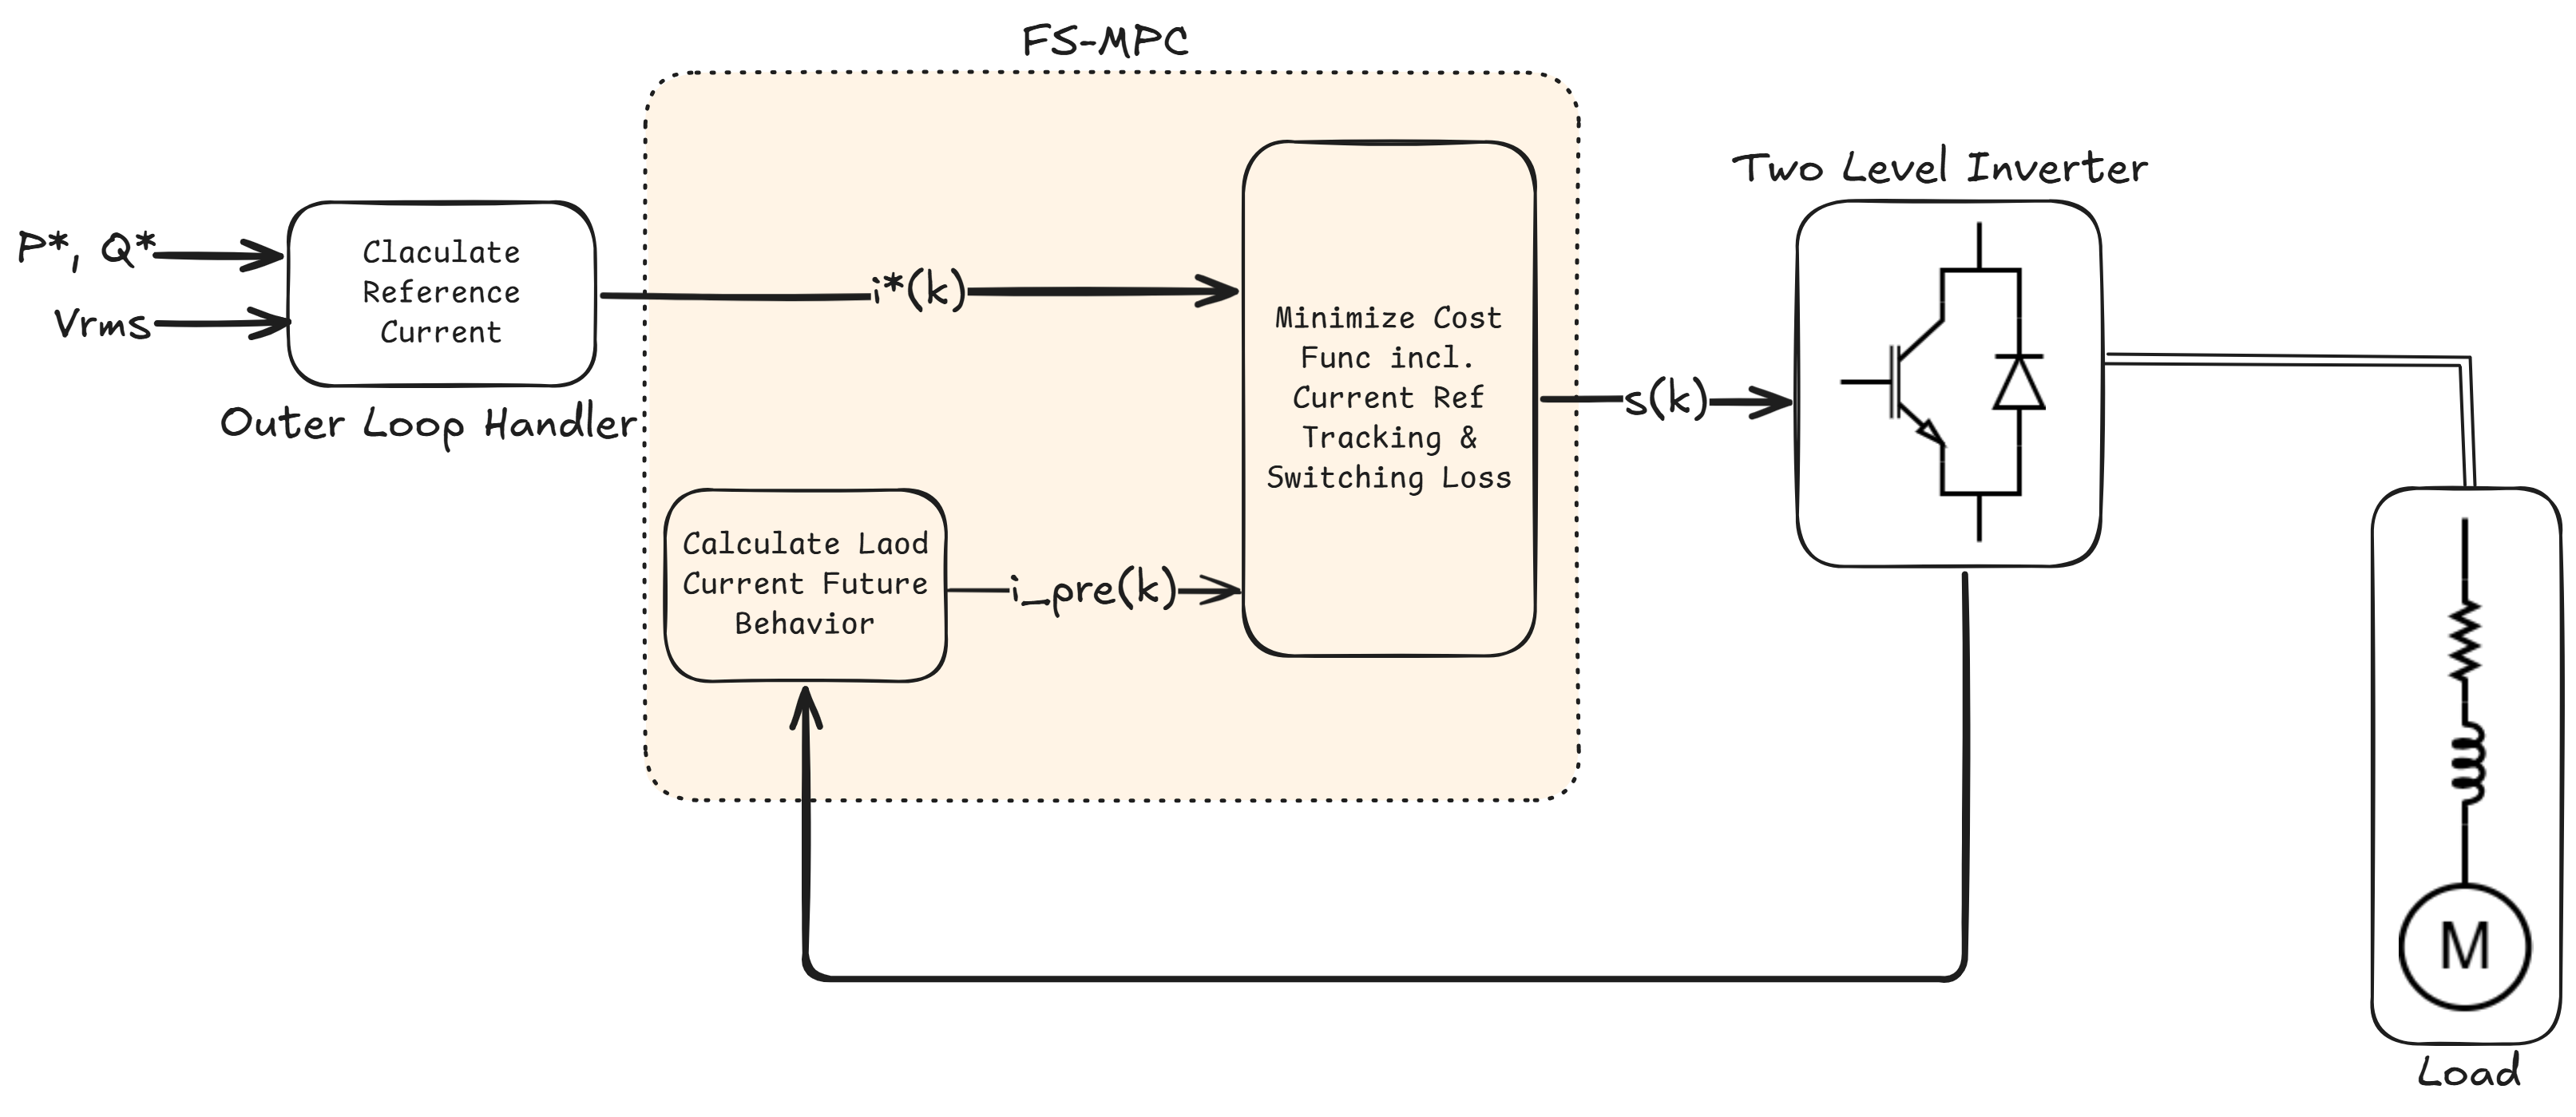 FS-MPC
P*, Q*
Vrms
Claculate
Reference
Current
Outer Loop Handler
i*(k)
Calculate Laod
Current Future
Behavior
i_pre(k)
Minimize Cost
Func incl.
Current Ref
Tracking &
Switching Loss
s(k)
Two Level Inverter
M
Load